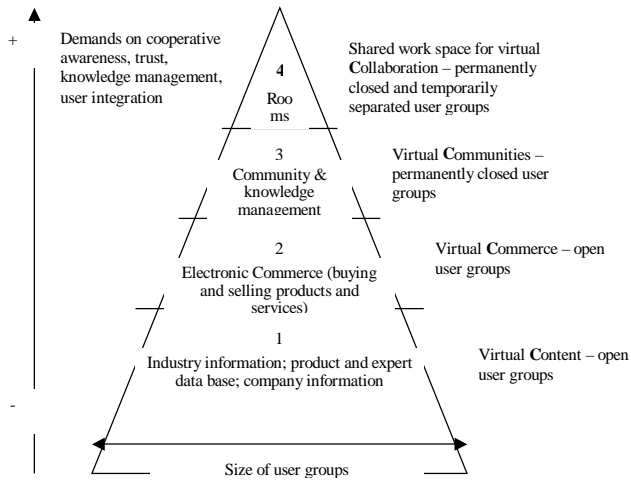 +
Demands on cooperative
awareness, trust,
knowledge management,
user integration
4
Roo
ms
Shared work space for virtual
Collaboration – permanently
closed and temporarily
separated user groups
3
Community &
knowledge
management
Virtual Communities –
permanently closed user
groups
2
Electronic Commerce (buying
and selling products and
services)
Virtual Commerce – open
user groups
1
Industry information; product and expert
data base; company information
Virtual Content – open
user groups
-
Size of user groups